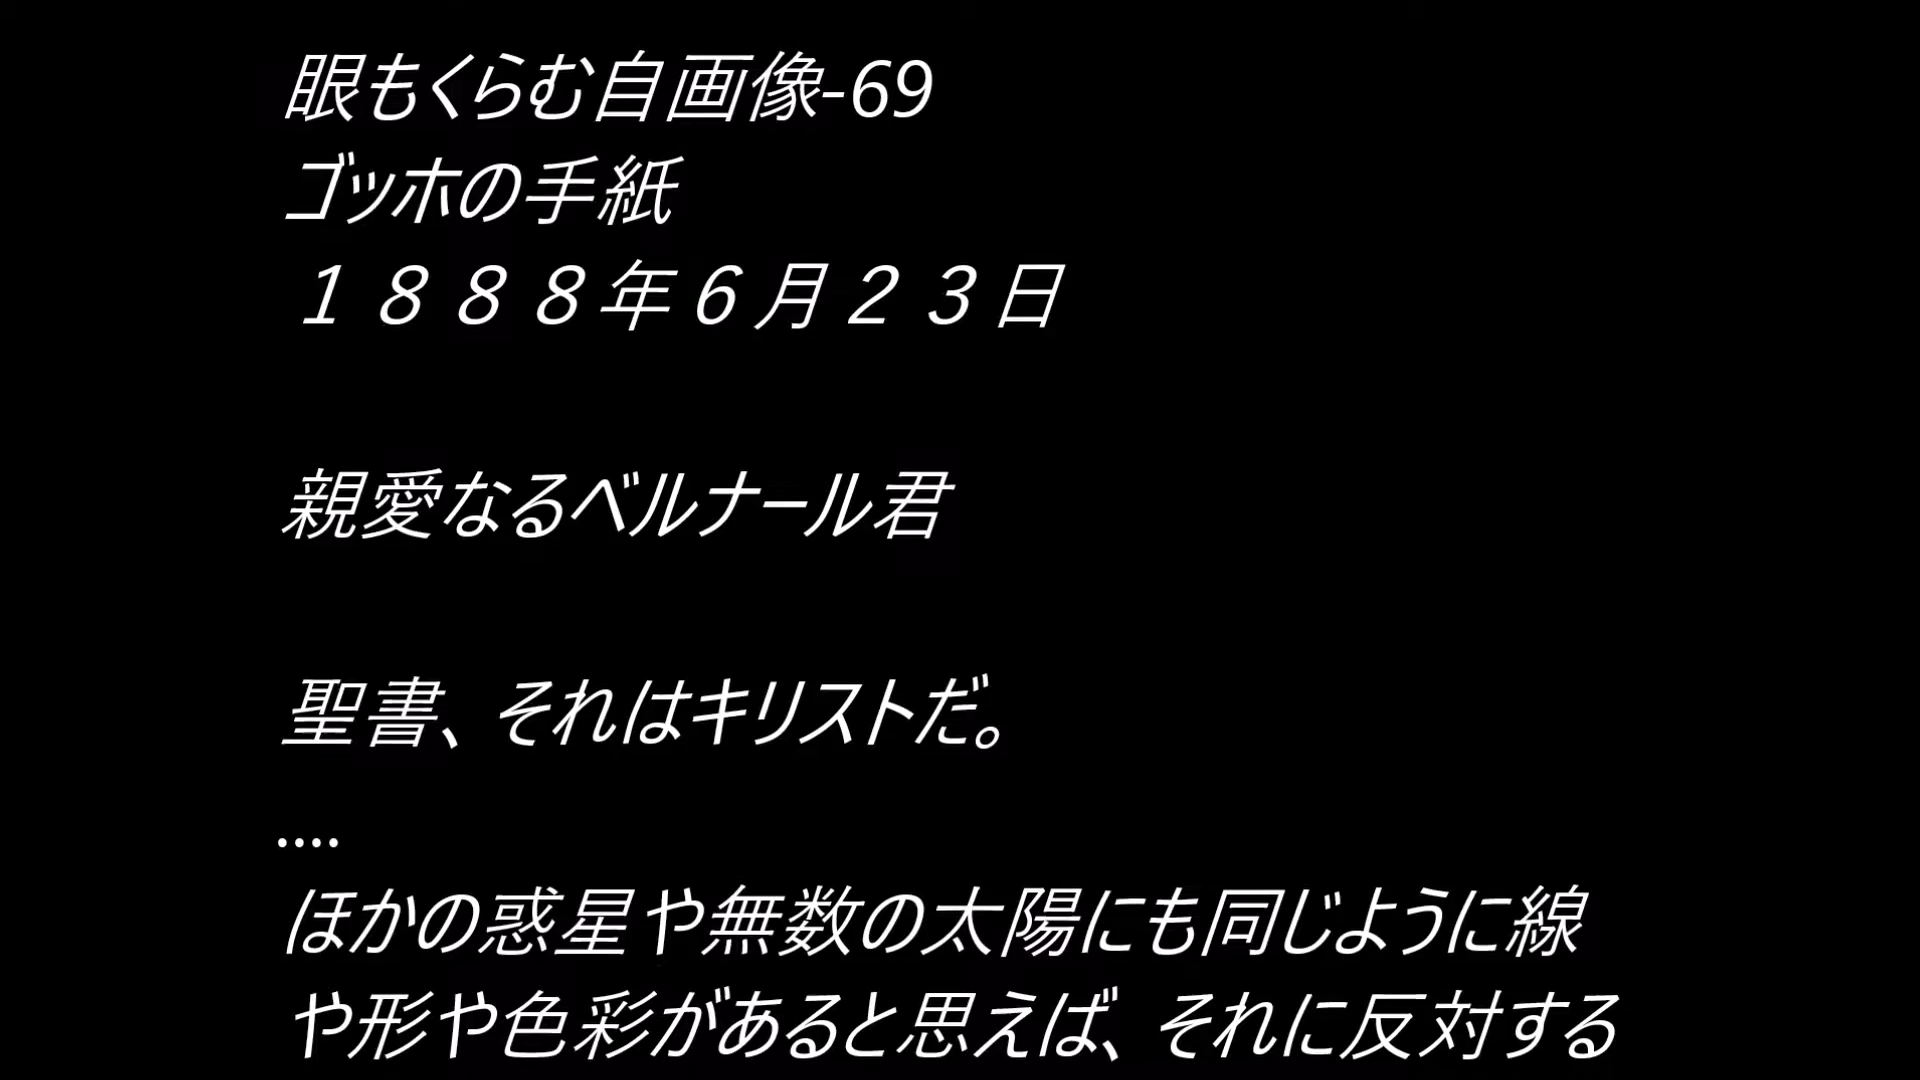 眼もくらむ自画像-69
ゴッホの手紙
１８８８年６月２３日
親愛なるベルナール君
聖書、それはキリストだ。
....
ほかの惑星や無数の太陽にも同じように線
や形や色彩があると思えば、それに反対する